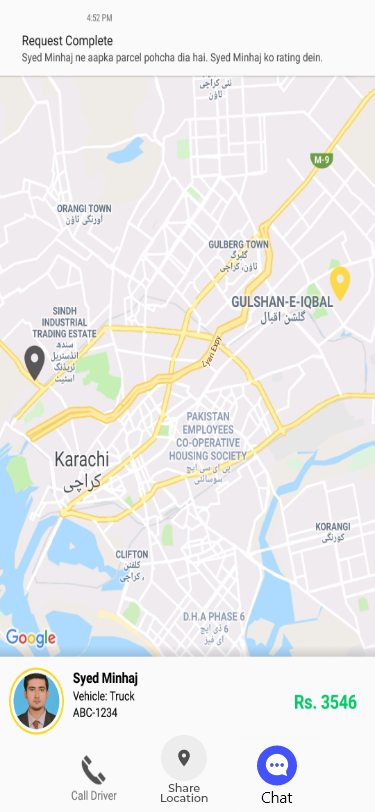 4:52 PM
Request Complete
Syed Minhaj ne aapka parcel pohcha dia hai. Syed Minhaj ko rating dein.
نئی کراچی
ٹاؤن
M-9
ORANGI TOWN
اورنگی ٹاؤن
GULBERG TOWN
گلبرگ
ٹاؤن، کراچی
GULSHAN-E-IQBAL
گلشن اقبال
SINDH
INDUSTRIAL
TRADING ESTATE
سندھ
انڈسٹریل
ٹریڈنگ
اسٹیٹ
Lyari Expy
PAKISTAN
EMPLOYEES
CO-OPERATIVE
HOUSING SOCIETY
پی ای سی ایچ
سوسائٹی
Karachi
کراچی
KORANGI
کورنگی
CLIFTON
کلفٹن
، کراچی
D.H.A PHASE 6
ڈی ایچ 6
ای فیز
Google
Syed Minhaj
Vehicle: Truck
ABC-1234
Rs. 3546
Call Driver
Share
Location
Chat